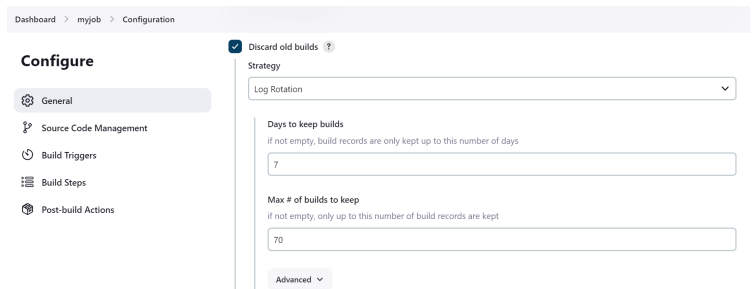 Dashboard > myjob > Configuration
Configure
General
Source Code Management
Build Triggers
Build Steps
Post-build Actions
Discard old builds ?
Strategy
Log Rotation
Days to keep builds
if not empty, build records are only kept up to this number of days
7
Max # of builds to keep
if not empty, only up to this number of build records are kept
70
Advanced